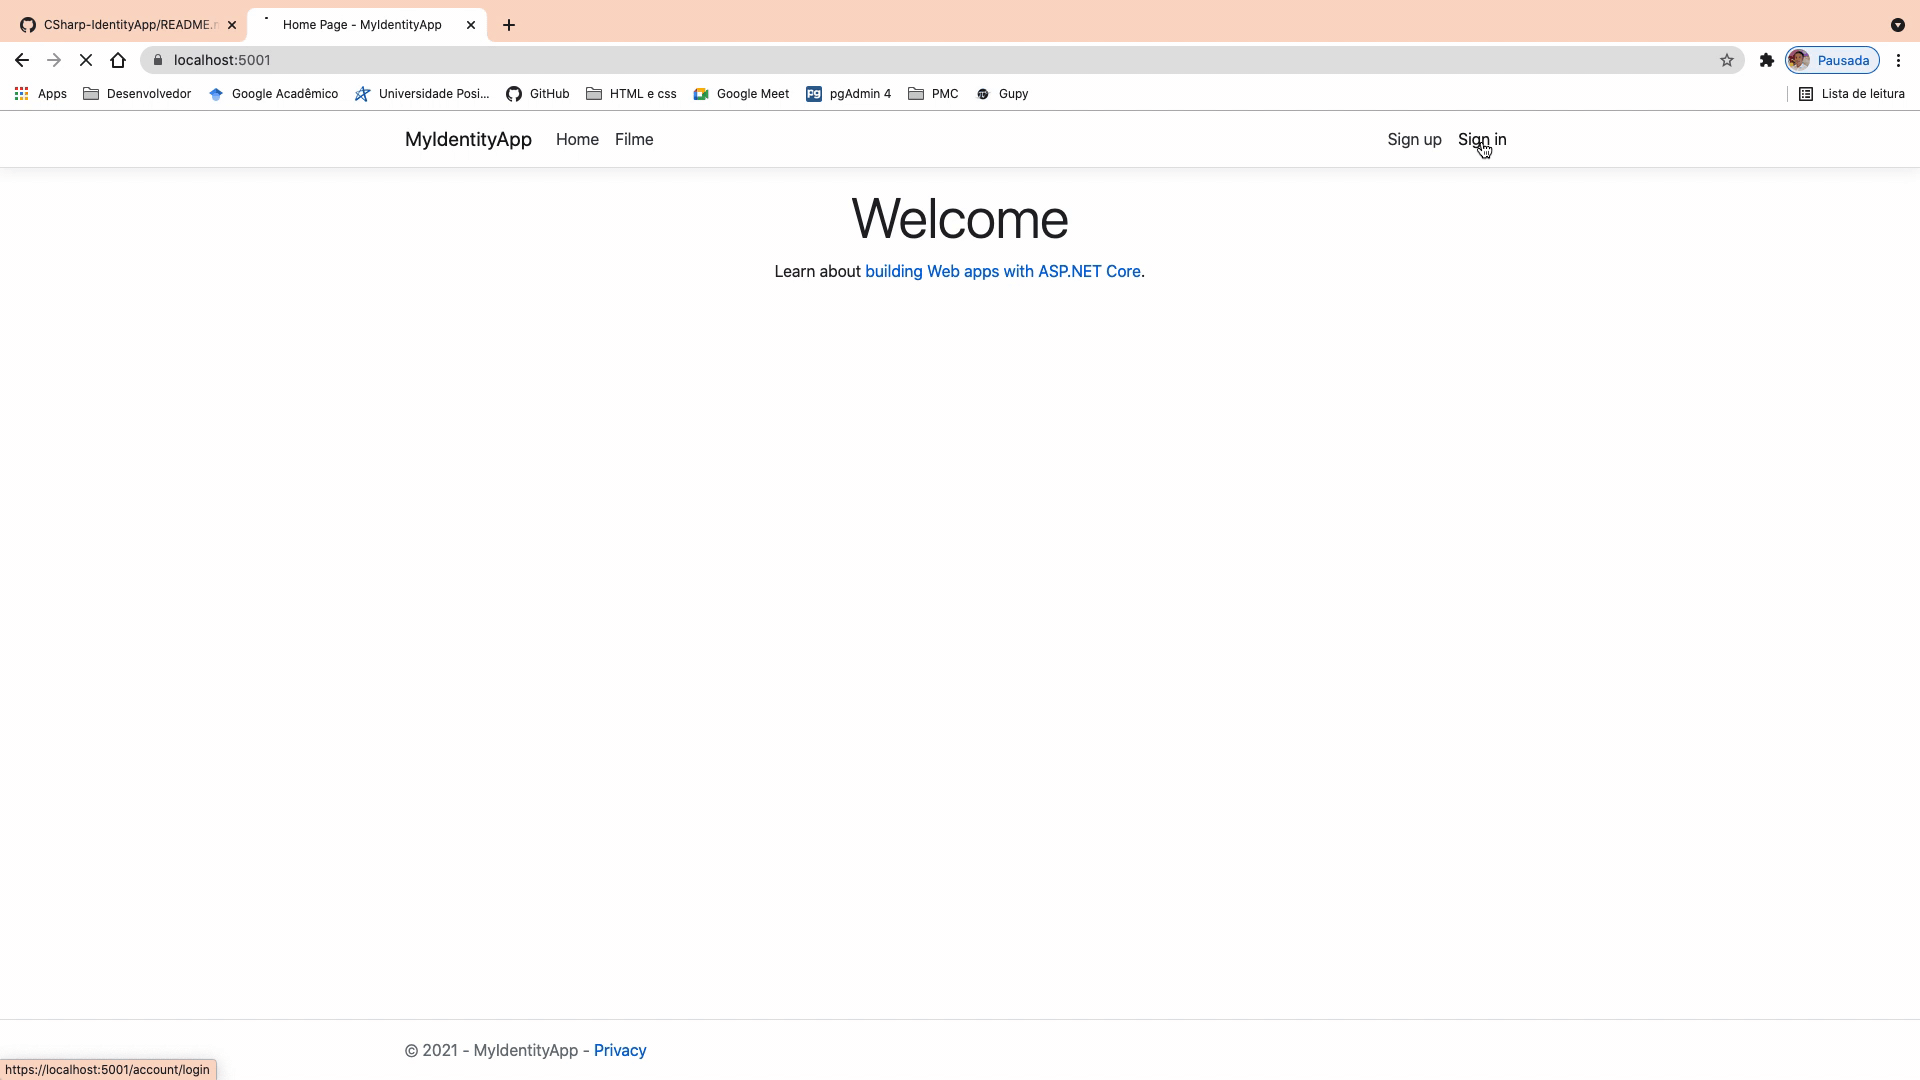 CSharp-IdentityApp/README.
Home Page - MyIdentityApp
localhost:5001
Pausada
Apps
Desenvolvedor
Google Acadêmico
Universidade Posi...
GitHub
HTML e css
Google Meet
pgAdmin 4
PMC
Gupy
Lista de leitura
MyIdentityApp Home Filme Sign up Sign in
Welcome
Learn about building Web apps with ASP.NET Core.
© 2021 - MyIdentityApp - Privacy
https://localhost:5001/account/login